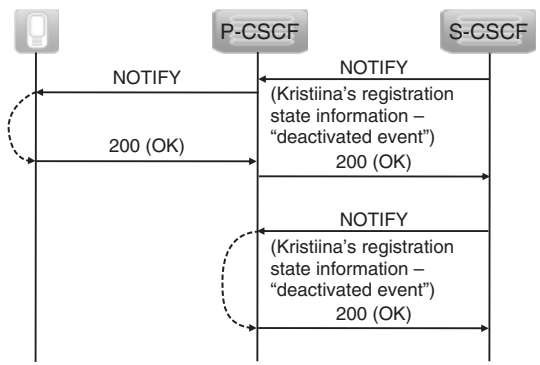 P-CSCF
S-CSCF
NOTIFY
NOTIFY
(Kristiina's registration
state information –
“deactivated event”)
200 (OK)
200 (OK)
NOTIFY
(Kristiina's registration
state information –
“deactivated event”)
200 (OK)